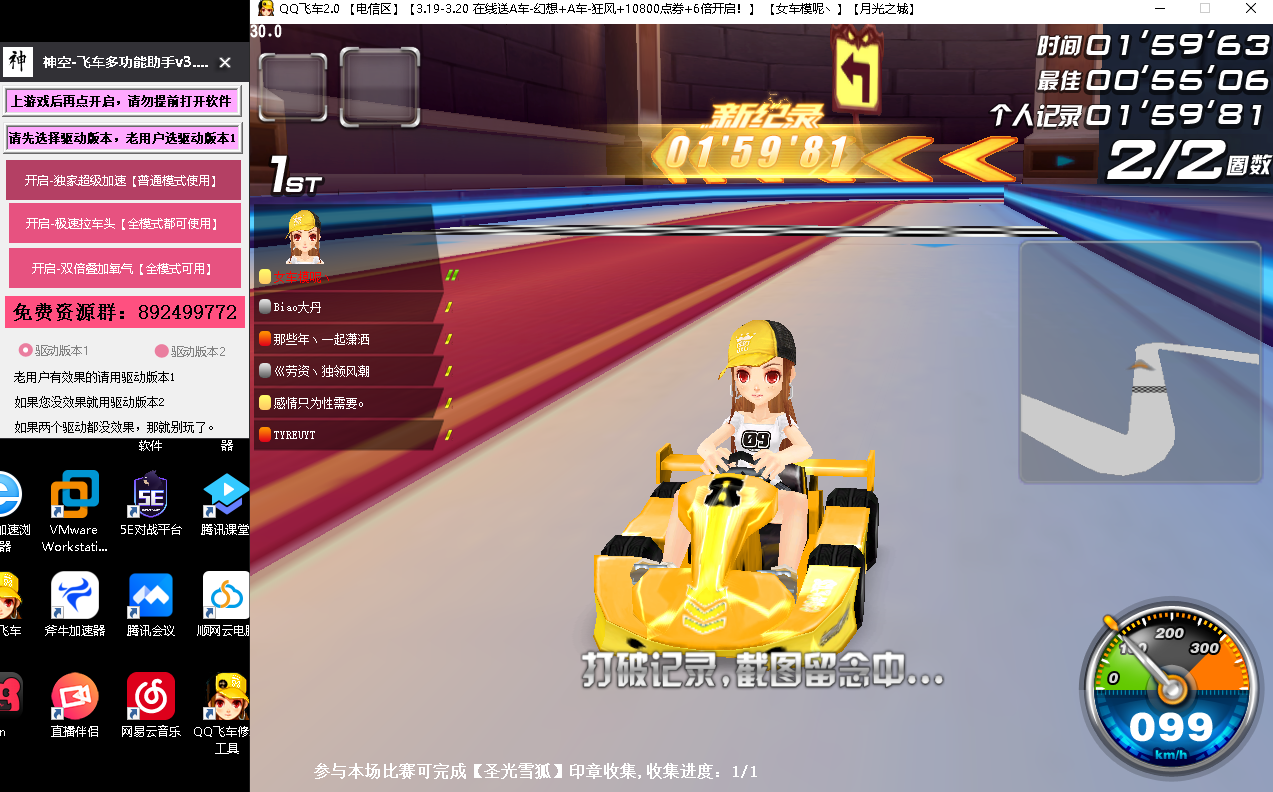 QQ飞车2.0 【电信区】【3.19-3.20 在线送A车-幻想+A车-狂风+10800点券+6倍开启！】 【女车模呢丶】【月光之城】
神
神空-飞车多功能助手v3....
上游戏后再点开启，请勿提前打开软件
请先选择驱动版本，老用户选驱动版本1
开启-独家超级加速【普通模式使用】
开启-极速拉车头【全模式都可使用】
开启-双倍叠加氧气【全模式可用】
免费资源群：892499772
驱动版本1
驱动版本2
老用户有效果的请用驱动版本1
如果您没效果就用驱动版本2
如果两个驱动都没效果，那就别玩了。
软件
器
加速浏
器
VMware
Workstati...
5E
5E对战平台
腾讯课堂
飞车
斧牛加速器
腾讯会议
顺网云电脑
n
直播伴侣
网易云音乐
QQ飞车修
工具
30.0
时间01'59'63
最佳00'55'06
个人记录01'59'81
2/2圈数
新纪录
01'59'81
1ST
女车模呢丶
Biao大丹
那些年丶一起潇洒
巛劳资丶独领风潮
感情只为性需要。
TYREUYT
09
打破记录,截图留念中...
参与本场比赛可完成【圣光雪狐】印章收集,收集进度：1/1
0
100
200
300
099
km/h